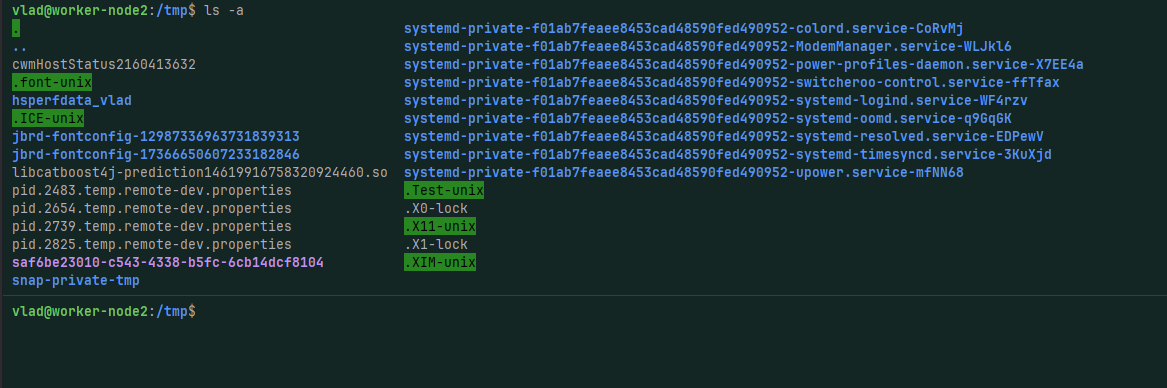 vlad@worker-node2:/tmp$ ls -a
. systemd-private-f01ab7feaee8453cad48590fed490952-colord.service-CoRvMj
.. systemd-private-f01ab7feaee8453cad48590fed490952-ModemManager.service-WLJkl6
cwmHostStatus2160413632 systemd-private-f01ab7feaee8453cad48590fed490952-power-profiles-daemon.service-X7EE4a
.font-unix systemd-private-f01ab7feaee8453cad48590fed490952-switcheroo-control.service-ffTfax
hsperfdata_vlad systemd-private-f01ab7feaee8453cad48590fed490952-systemd-logind.service-WF4rzv
.ICE-unix systemd-private-f01ab7feaee8453cad48590fed490952-systemd-oomd.service-q9GqGK
jbrd-fontconfig-12987336963731839313 systemd-private-f01ab7feaee8453cad48590fed490952-systemd-resolved.service-EDPewV
jbrd-fontconfig-17366650607233182846 systemd-private-f01ab7feaee8453cad48590fed490952-systemd-timesyncd.service-3KuXjd
libcatboost4j-prediction14619916758320924460.so systemd-private-f01ab7feaee8453cad48590fed490952-upower.service-mfNN68
pid.2483.temp.remote-dev.properties .Test-unix
pid.2654.temp.remote-dev.properties .X0-lock
pid.2739.temp.remote-dev.properties .X11-unix
pid.2825.temp.remote-dev.properties .X1-lock
saf6be23010-c543-4338-b5fc-6cb14dcf8104 .XIM-unix
snap-private-tmp
vlad@worker-node2:/tmp$